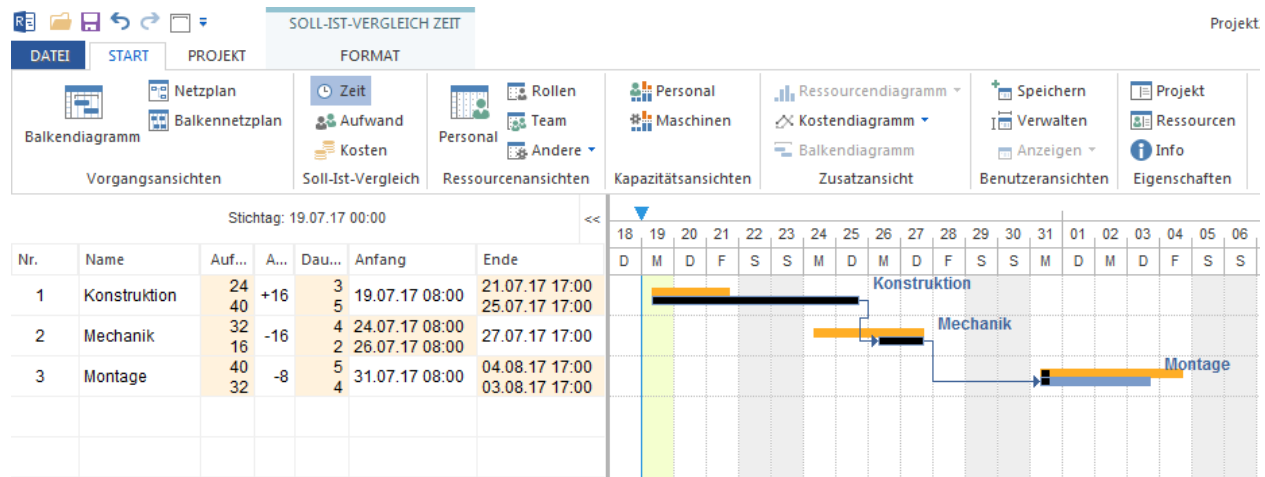 SOLL-IST-VERGLEICH ZEIT
Projekt
DATEI START PROJEKT FORMAT
Balkendiagramm
Netzplan
Balkennetzplan
Vorgangsansichten
Zeit
Aufwand
Kosten
Soll-Ist-Vergleich
Personal
Rollen
Team
Andere
Ressourcenansichten
Personal
Maschinen
Kapazitätsansichten
Ressourcendiagramm
Kostendiagramm
Balkendiagramm
Zusatzansicht
Speichern
Verwalten
Anzeigen
Benutzeransichten
Projekt
Ressourcen
Info
Eigenschaften
Stichtag: 19.07.17 00:00 <<
Nr. Name Auf... A... Dau... Anfang Ende
1 Konstruktion 24 40 +16 3 5 19.07.17 08:00 21.07.17 17:00 25.07.17 17:00
2 Mechanik 32 16 -16 4 2 24.07.17 08:00 26.07.17 08:00 27.07.17 17:00
3 Montage 40 32 -8 5 4 31.07.17 08:00 04.08.17 17:00 03.08.17 17:00
18 19 20 21 22 23 24 25 26 27 28 29 30 31 01 02 03 04 05 06
D M D F S S M D M D F S S M D M D F S S
Konstruktion
Mechanik
Montage